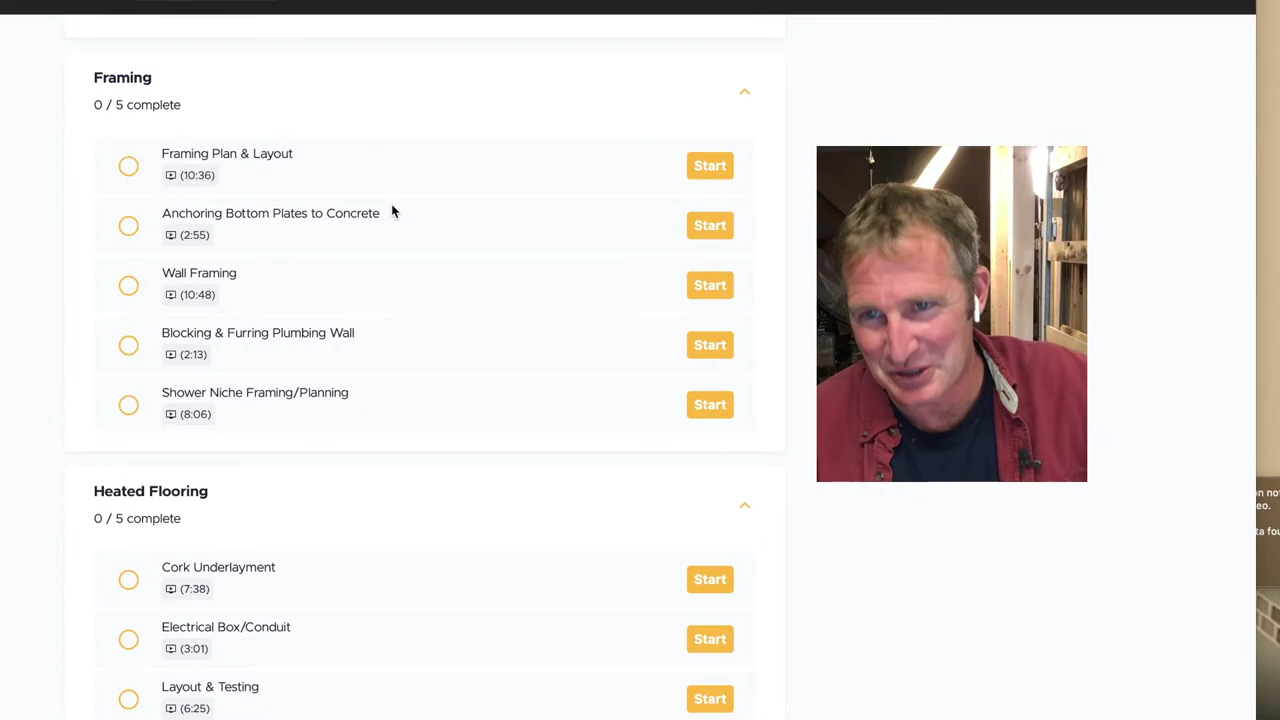 Framing
0 / 5 complete
Framing Plan & Layout
(10:36)
Start
Anchoring Bottom Plates to Concrete
(2:55)
Start
Wall Framing
(10:48)
Start
Blocking & Furring Plumbing Wall
(2:13)
Start
Shower Niche Framing/Planning
(8:06)
Start
Heated Flooring
0 / 5 complete
Cork Underlayment
(7:38)
Start
Electrical Box/Conduit
(3:01)
Start
Layout & Testing
(6:25)
Start